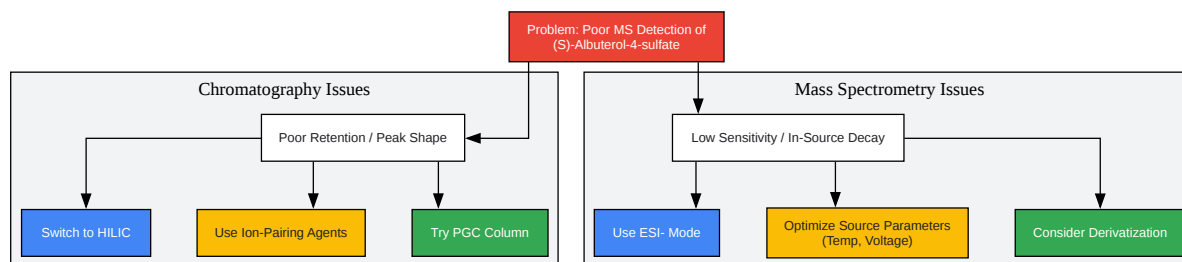 Problem: Poor MS Detection of
(S)-Albuterol-4-sulfate
Chromatography Issues
Mass Spectrometry Issues
Poor Retention / Peak Shape
Low Sensitivity / In-Source Decay
Switch to HILIC
Use Ion-Pairing Agents
Try PGC Column
Use ESI- Mode
Optimize Source Parameters
(Temp, Voltage)
Consider Derivatization